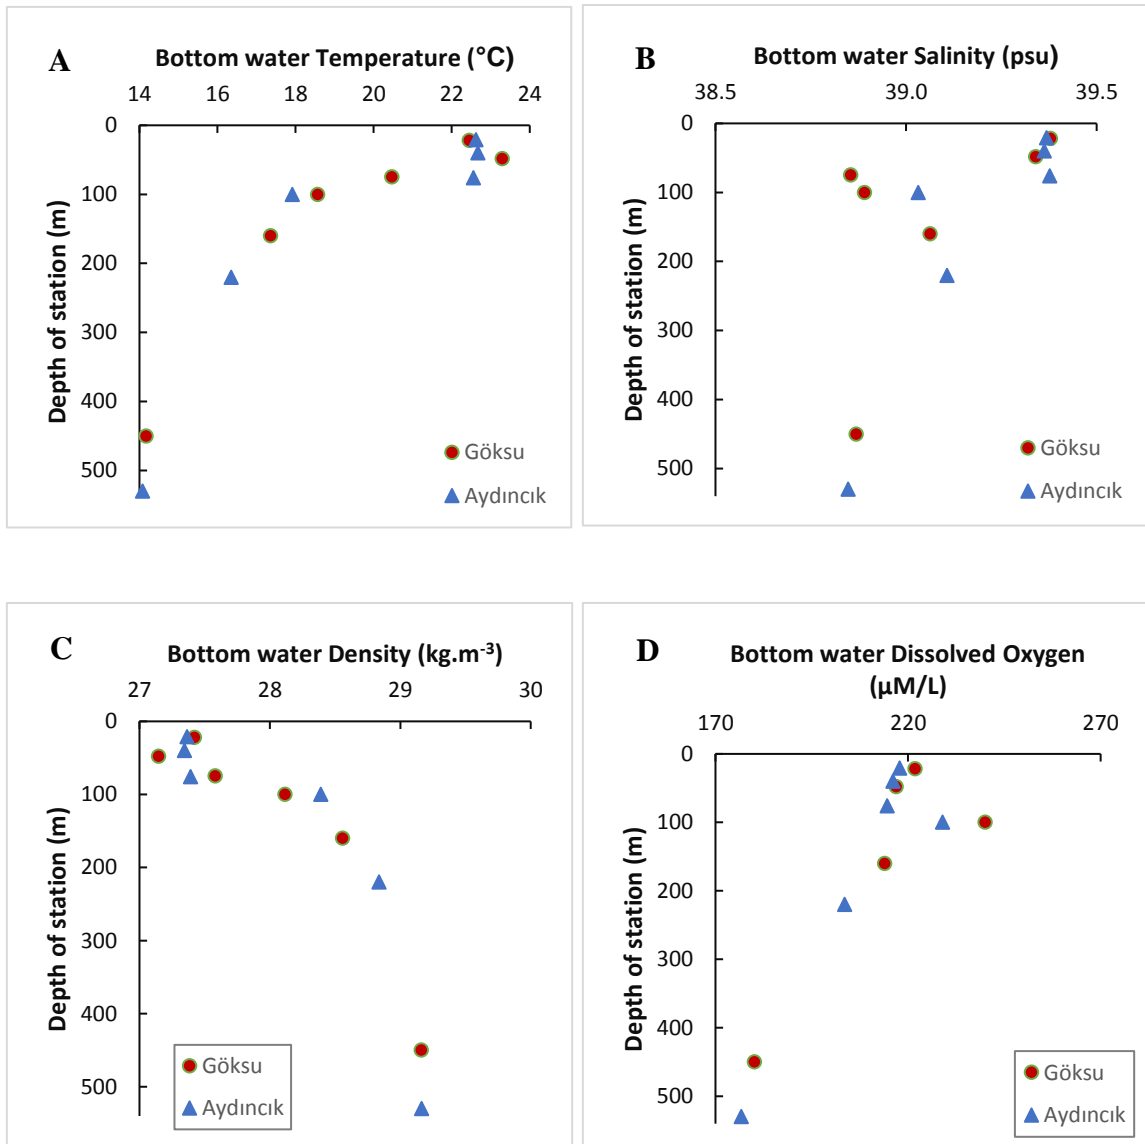 A
Bottom water Temperature (°C)
14 16 18 20 22 24
0
100
200
300
400
500
Depth of station (m)
Göksu
Aydıncık
B
Bottom water Salinity (psu)
38.5 39.0 39.5
0
100
200
300
400
500
Depth of station (m)
Göksu
Aydıncık
C
Bottom water Density (kg.m⁻³)
27 28 29 30
0
100
200
300
400
500
Depth of station (m)
Göksu
Aydıncık
D
Bottom water Dissolved Oxygen
(µM/L)
170 220 270
0
100
200
300
400
500
Depth of station (m)
Göksu
Aydıncık